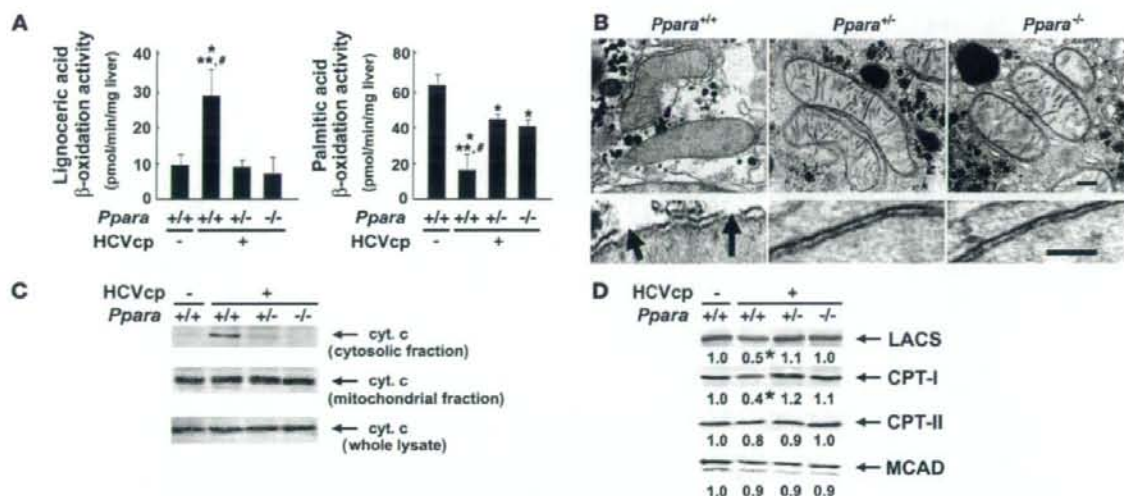 A
Lignoceric acid
β-oxidation activity
(pmol/min/mg liver)
40
30
20
10
0
*
**,#
Ppara +/+ +/+ +/- -/-
HCVcp - +
Palmitic acid
β-oxidation activity
(pmol/min/mg liver)
80
60
40
20
0
*
**,#
*
*
Ppara +/+ +/+ +/- -/-
HCVcp - +
B
Ppara+/+ Ppara+/- Ppara-/-
C
HCVcp - +
Ppara +/+ +/+ +/- -/-
cyt. c
(cytosolic fraction)
cyt. c
(mitochondrial fraction)
cyt. c
(whole lysate)
D
HCVcp - +
Ppara +/+ +/+ +/- -/-
LACS
1.0 0.5* 1.1 1.0
CPT-I
1.0 0.4* 1.2 1.1
CPT-II
1.0 0.8 0.9 1.0
MCAD
1.0 0.9 0.9 0.9